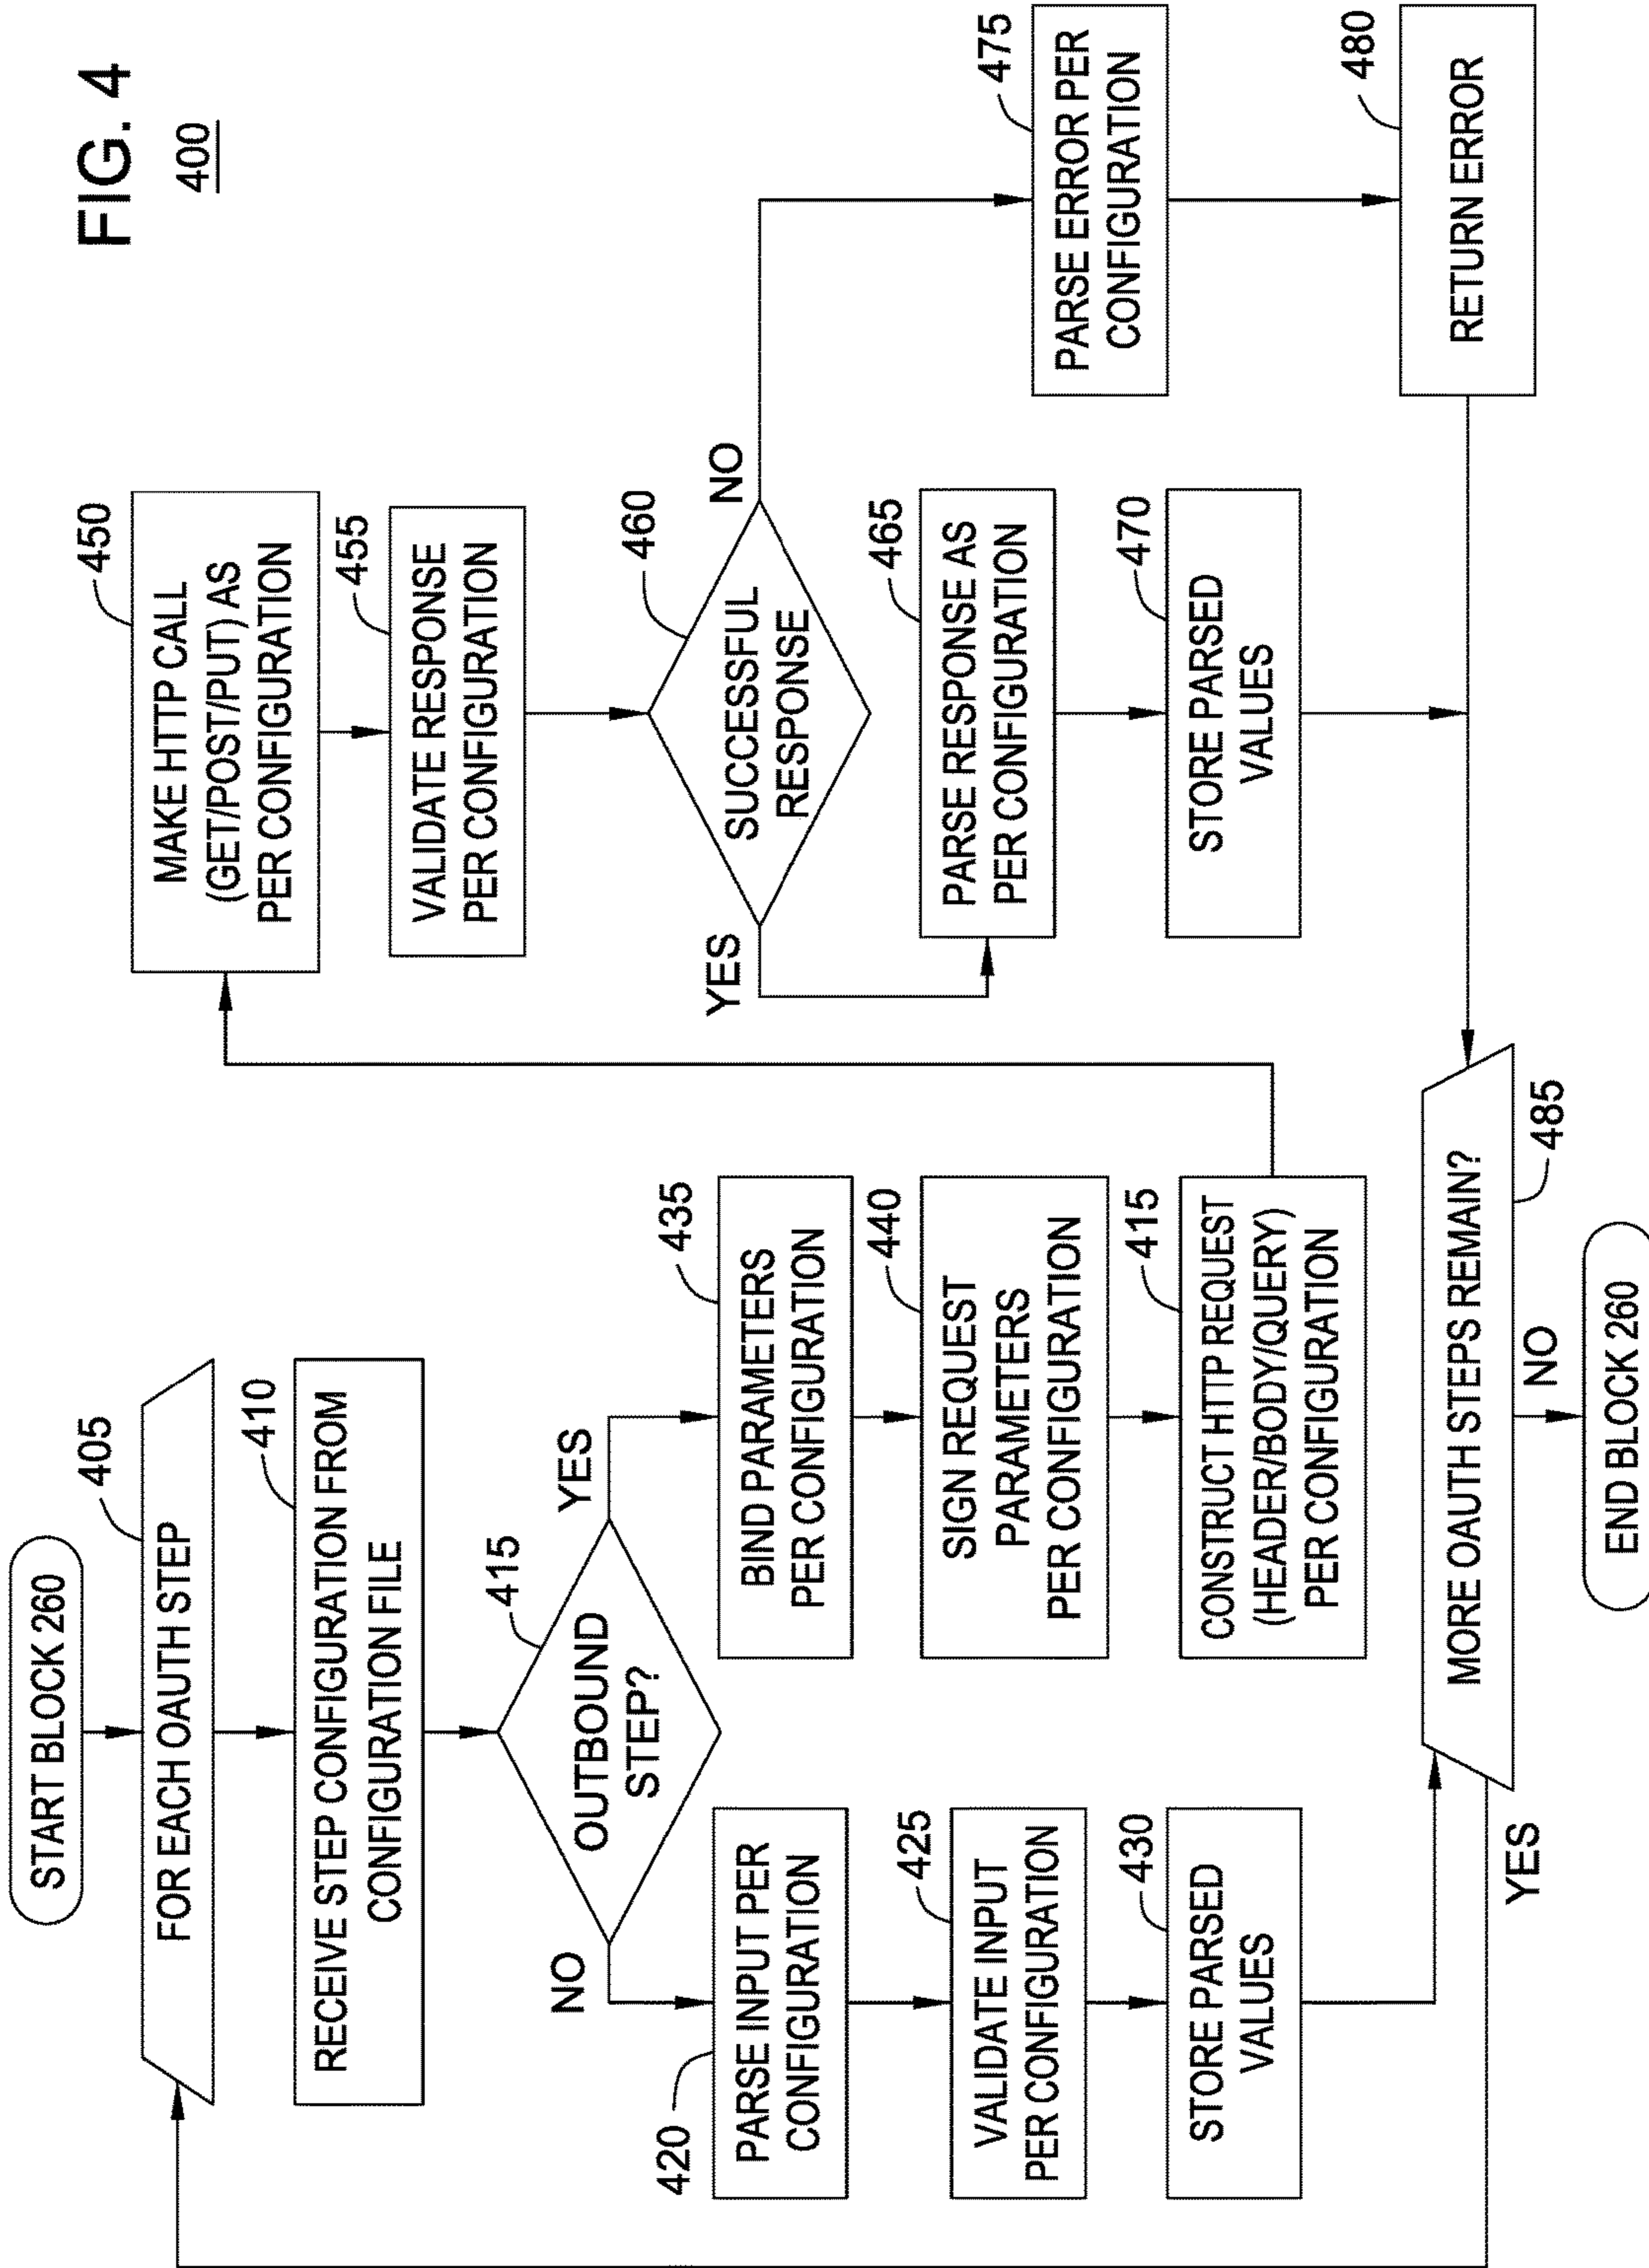 FIG. 4
400
START BLOCK 260
405
FOR EACH OAUTH STEP
410
RECEIVE STEP CONFIGURATION FROM
CONFIGURATION FILE
415
OUTBOUND
STEP?
NO
YES
420
PARSE INPUT PER
CONFIGURATION
425
VALIDATE INPUT
PER CONFIGURATION
430
STORE PARSED
VALUES
435
BIND PARAMETERS
PER CONFIGURATION
440
SIGN REQUEST
PARAMETERS
PER CONFIGURATION
415
CONSTRUCT HTTP REQUEST
(HEADER/BODY/QUERY)
PER CONFIGURATION
450
MAKE HTTP CALL
(GET/POST/PUT) AS
PER CONFIGURATION
455
VALIDATE RESPONSE
PER CONFIGURATION
460
SUCCESSFUL
RESPONSE
YES
NO
465
PARSE RESPONSE AS
PER CONFIGURATION
470
STORE PARSED
VALUES
475
PARSE ERROR PER
CONFIGURATION
480
RETURN ERROR
MORE OAUTH STEPS REMAIN?
485
YES
NO
END BLOCK 260